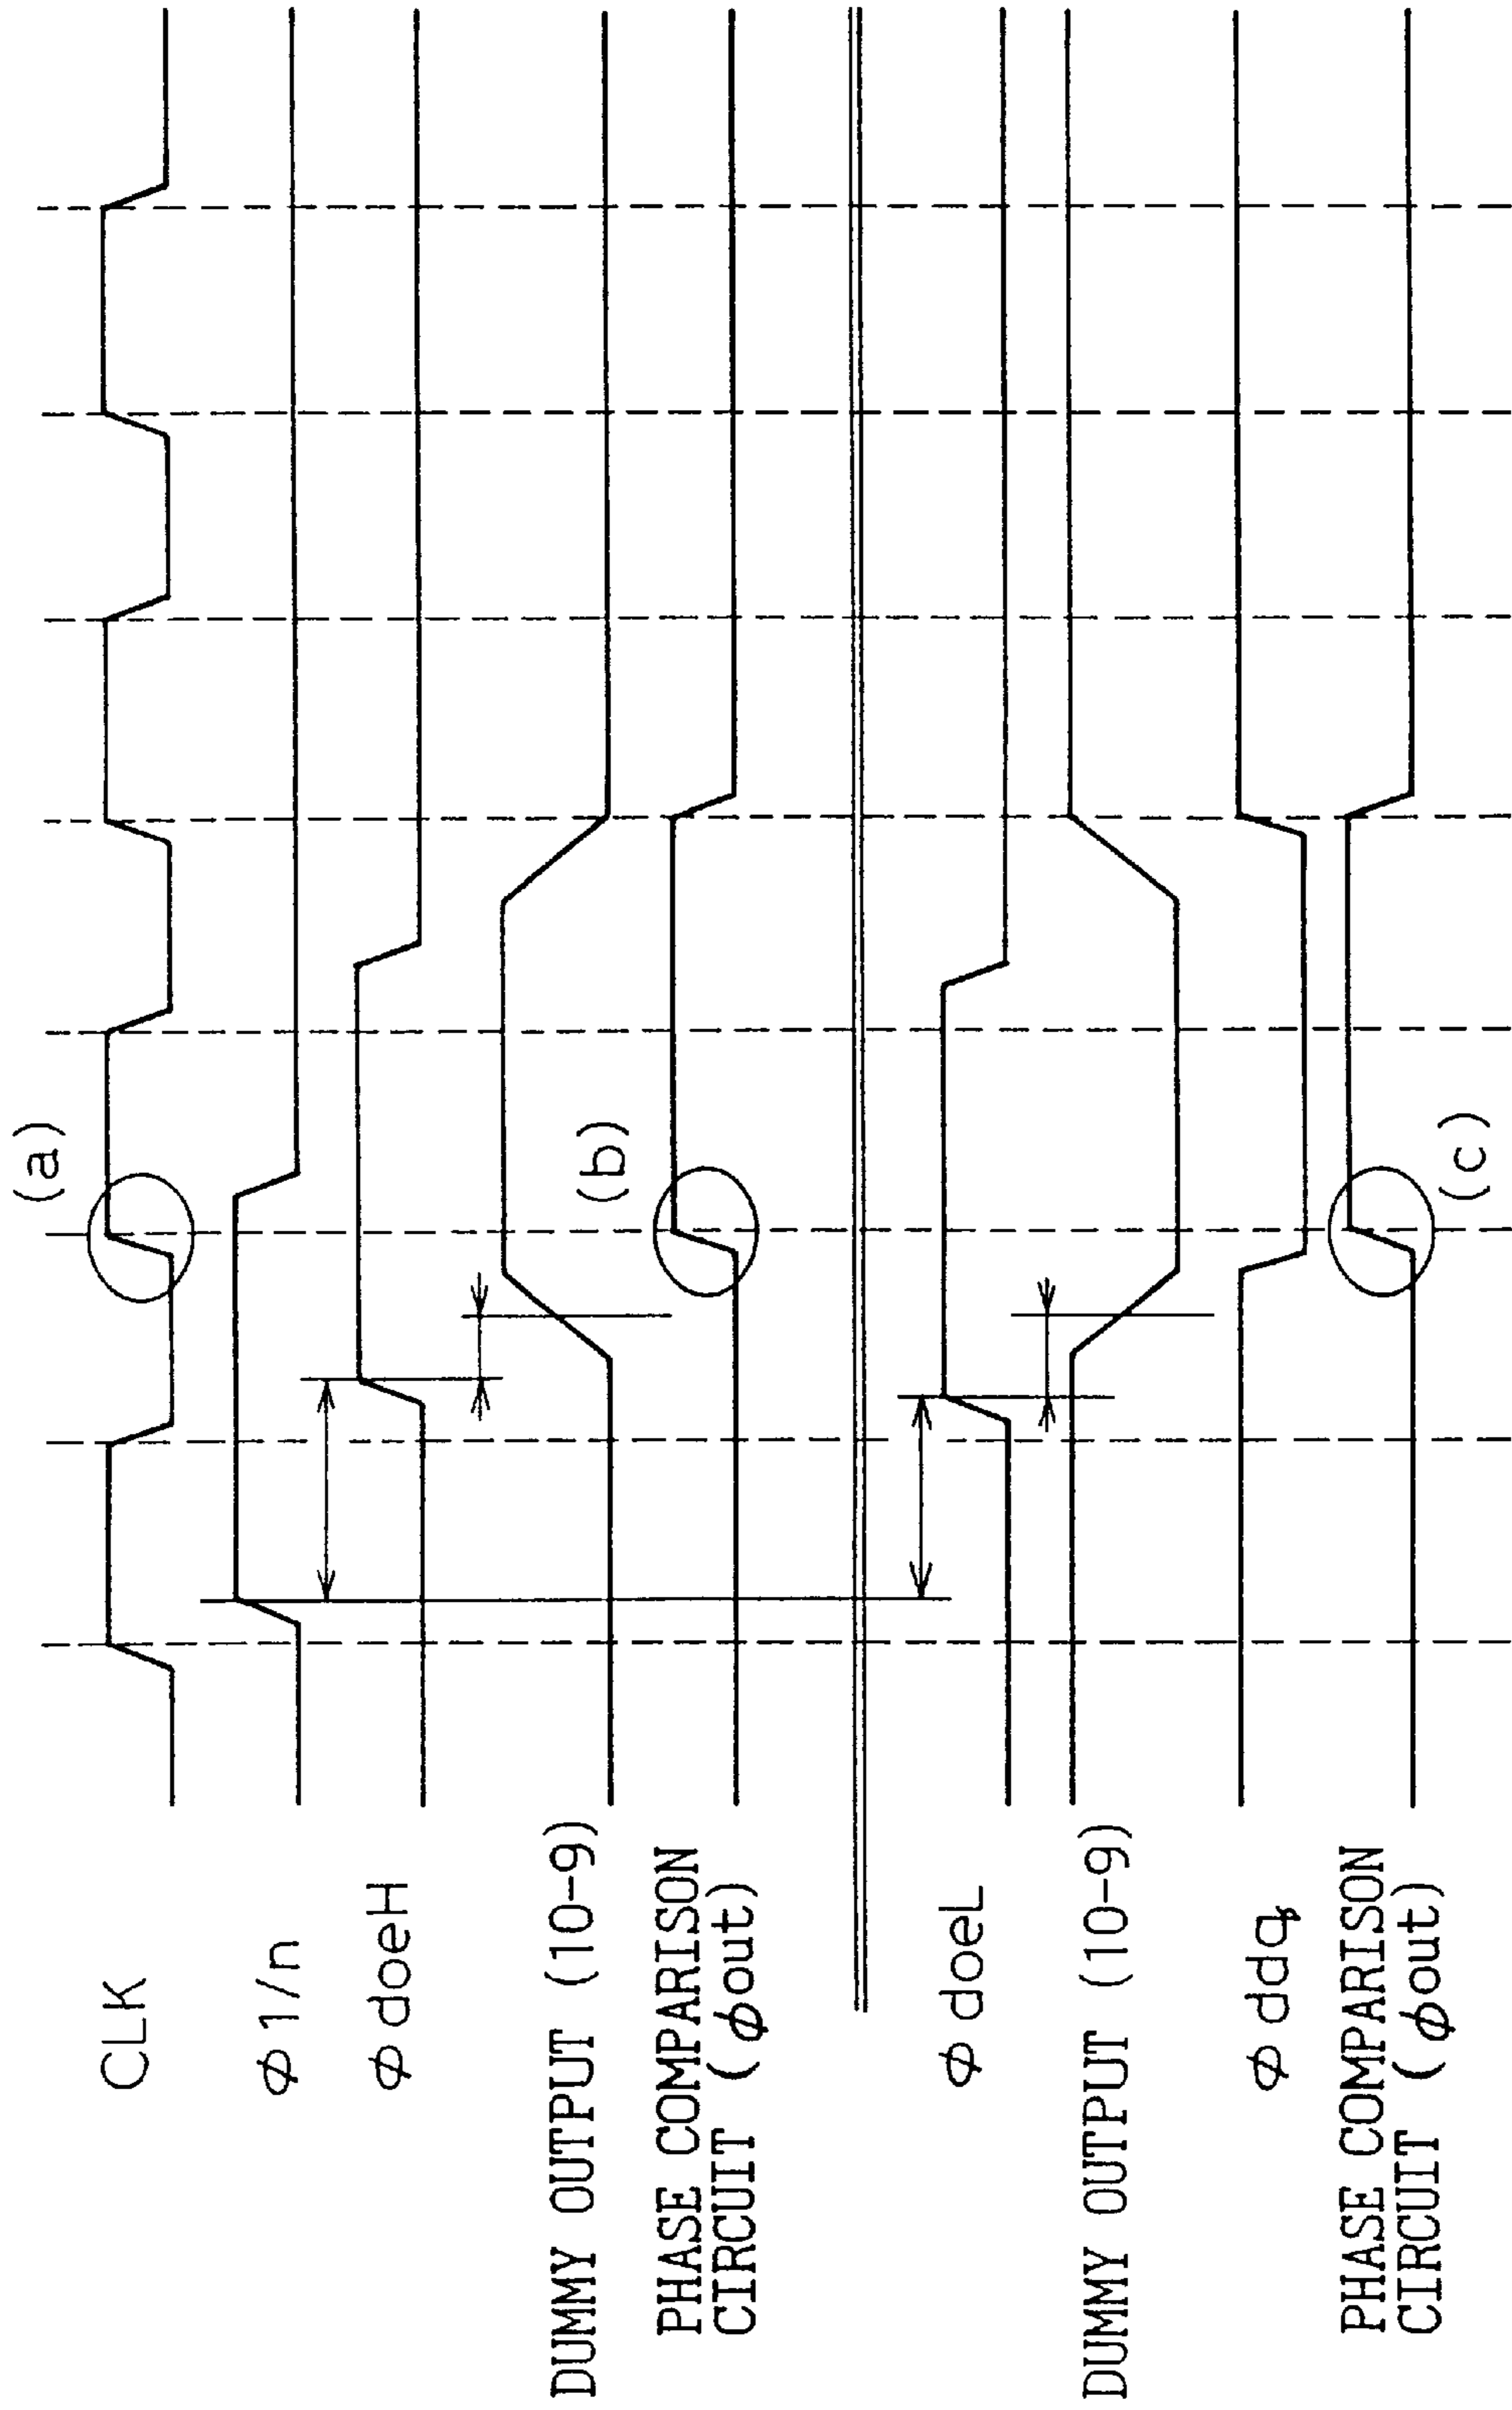 (a)
CLK
Φ 1/n
Φ doeH
DUMMY OUTPUT (10-9)
(b)
PHASE COMPARISON
CIRCUIT (ϕout)
Φ doeL
DUMMY OUTPUT (10-9)
Φ ddq
PHASE COMPARISON
CIRCUIT (ϕout)
(c)